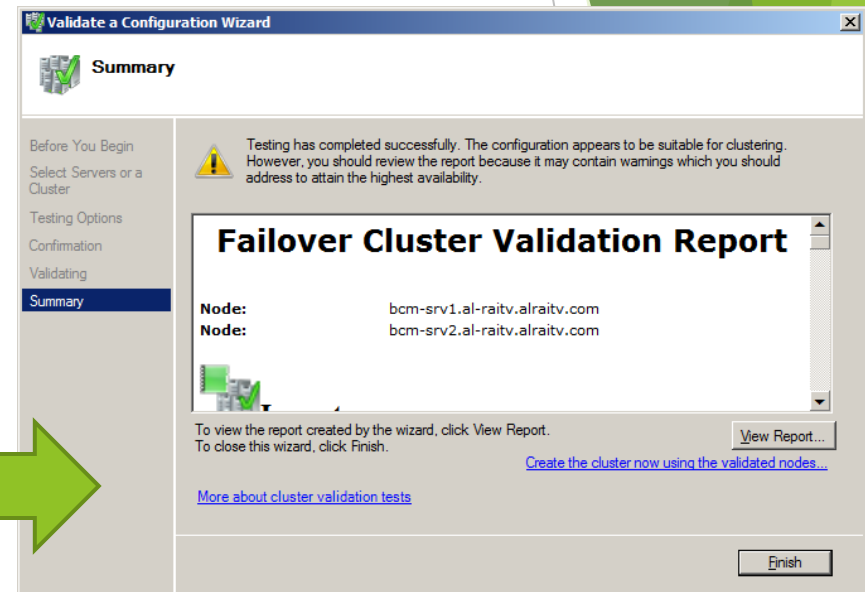 Validate a Configuration Wizard
Summary
Before You Begin
Select Servers or a
Cluster
Testing Options
Confirmation
Validating
Summary
Testing has completed successfully. The configuration appears to be suitable for clustering.
However, you should review the report because it may contain warnings which you should
address to attain the highest availability.
Failover Cluster Validation Report
Node: bcm-srv1.al-raitv.alraitv.com
Node: bcm-srv2.al-raitv.alraitv.com
To view the report created by the wizard, click View Report.
To close this wizard, click Finish.
View Report...
Create the cluster now using the validated nodes...
More about cluster validation tests
Finish